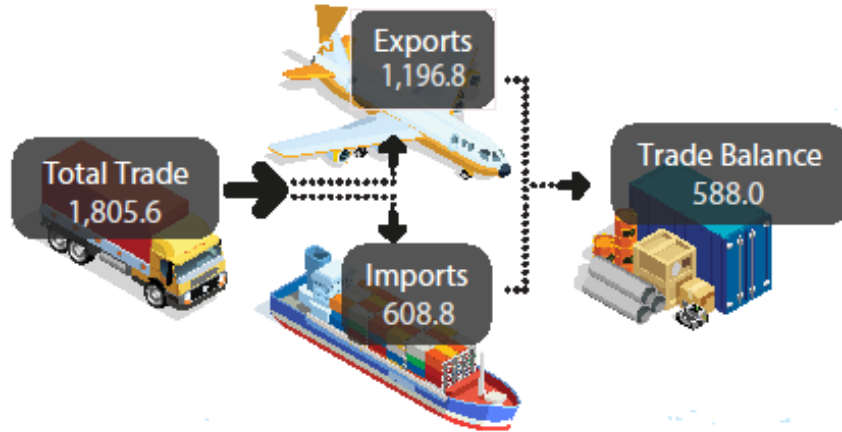 Exports
1,196.8
Total Trade
1,805.6
Trade Balance
588.0
Imports
608.8